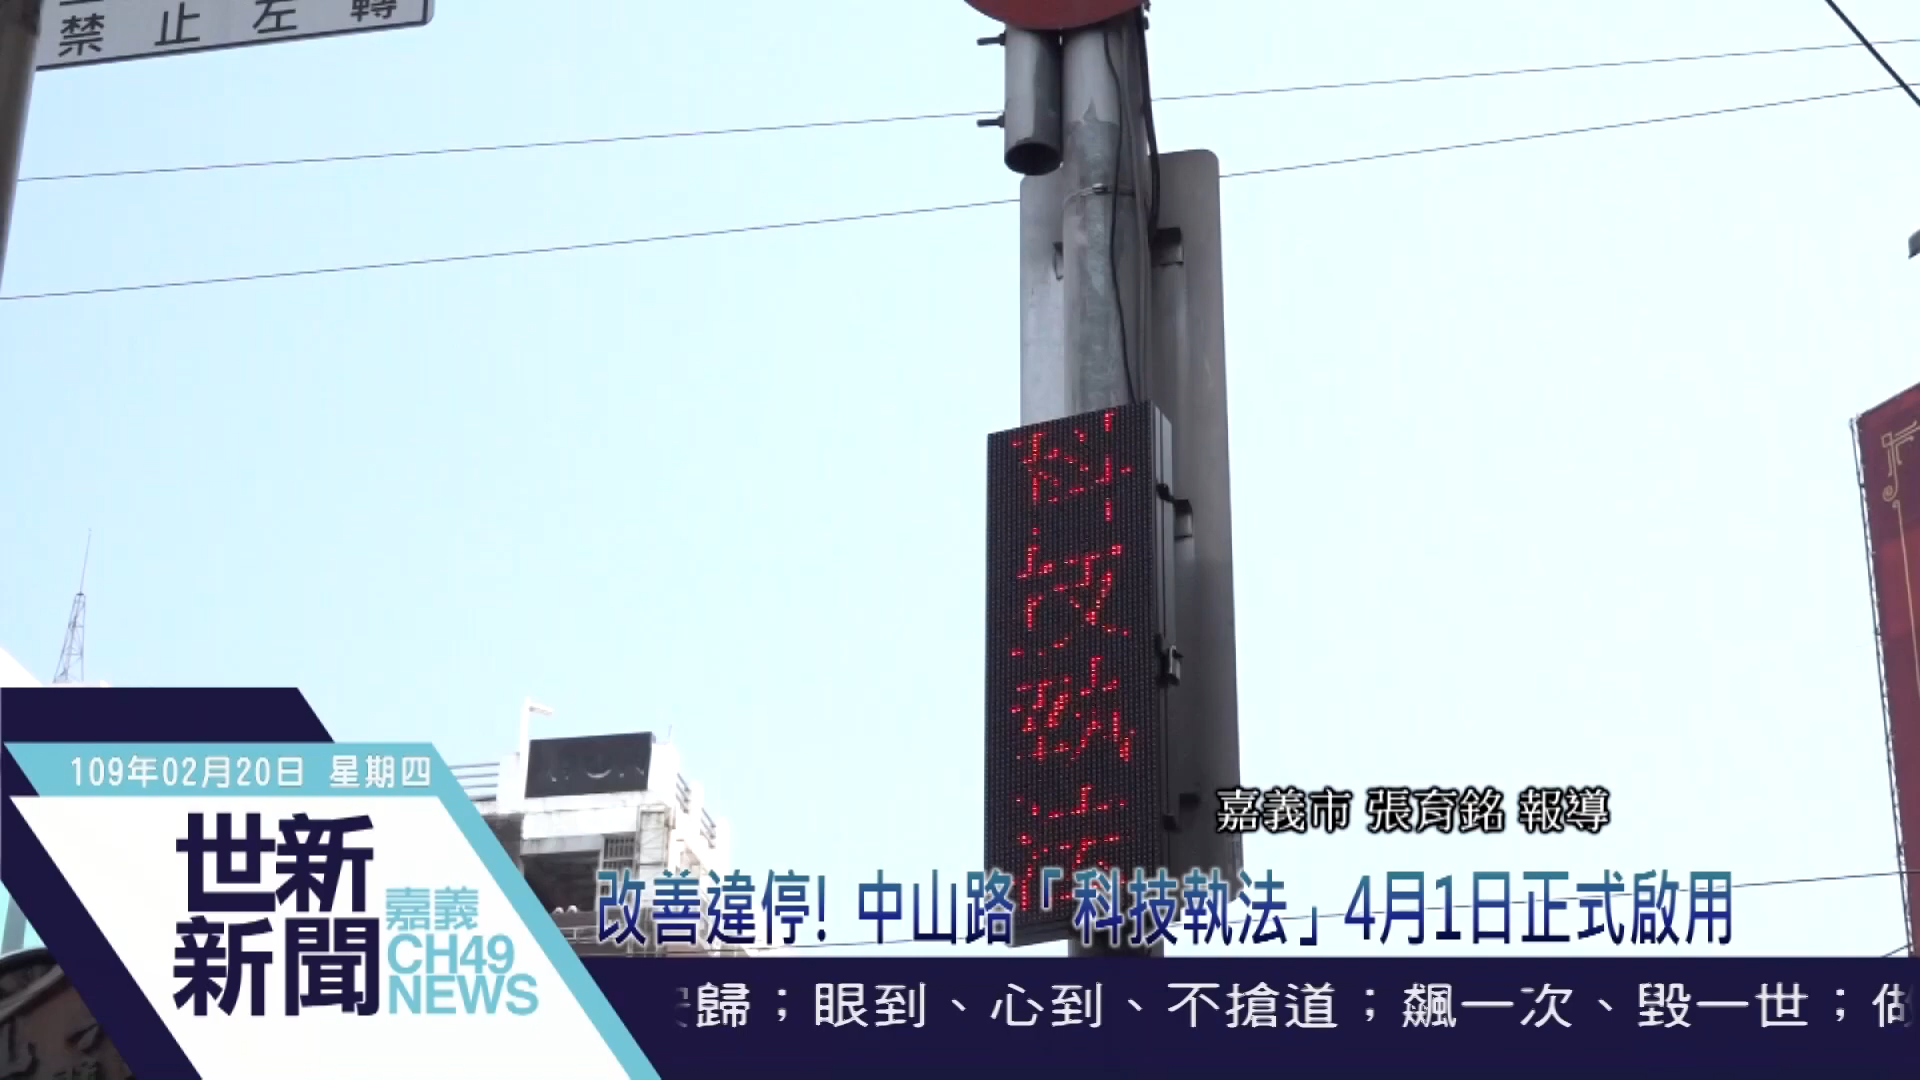 禁止左轉
科技執法
109年02月20日 星期四
世新
新聞
嘉義
CH49
NEWS
嘉義市 張育銘 報導
改善違停! 中山路「科技執法」4月1日正式啟用
歸；眼到、心到、不搶道；飆一次、毀一世；